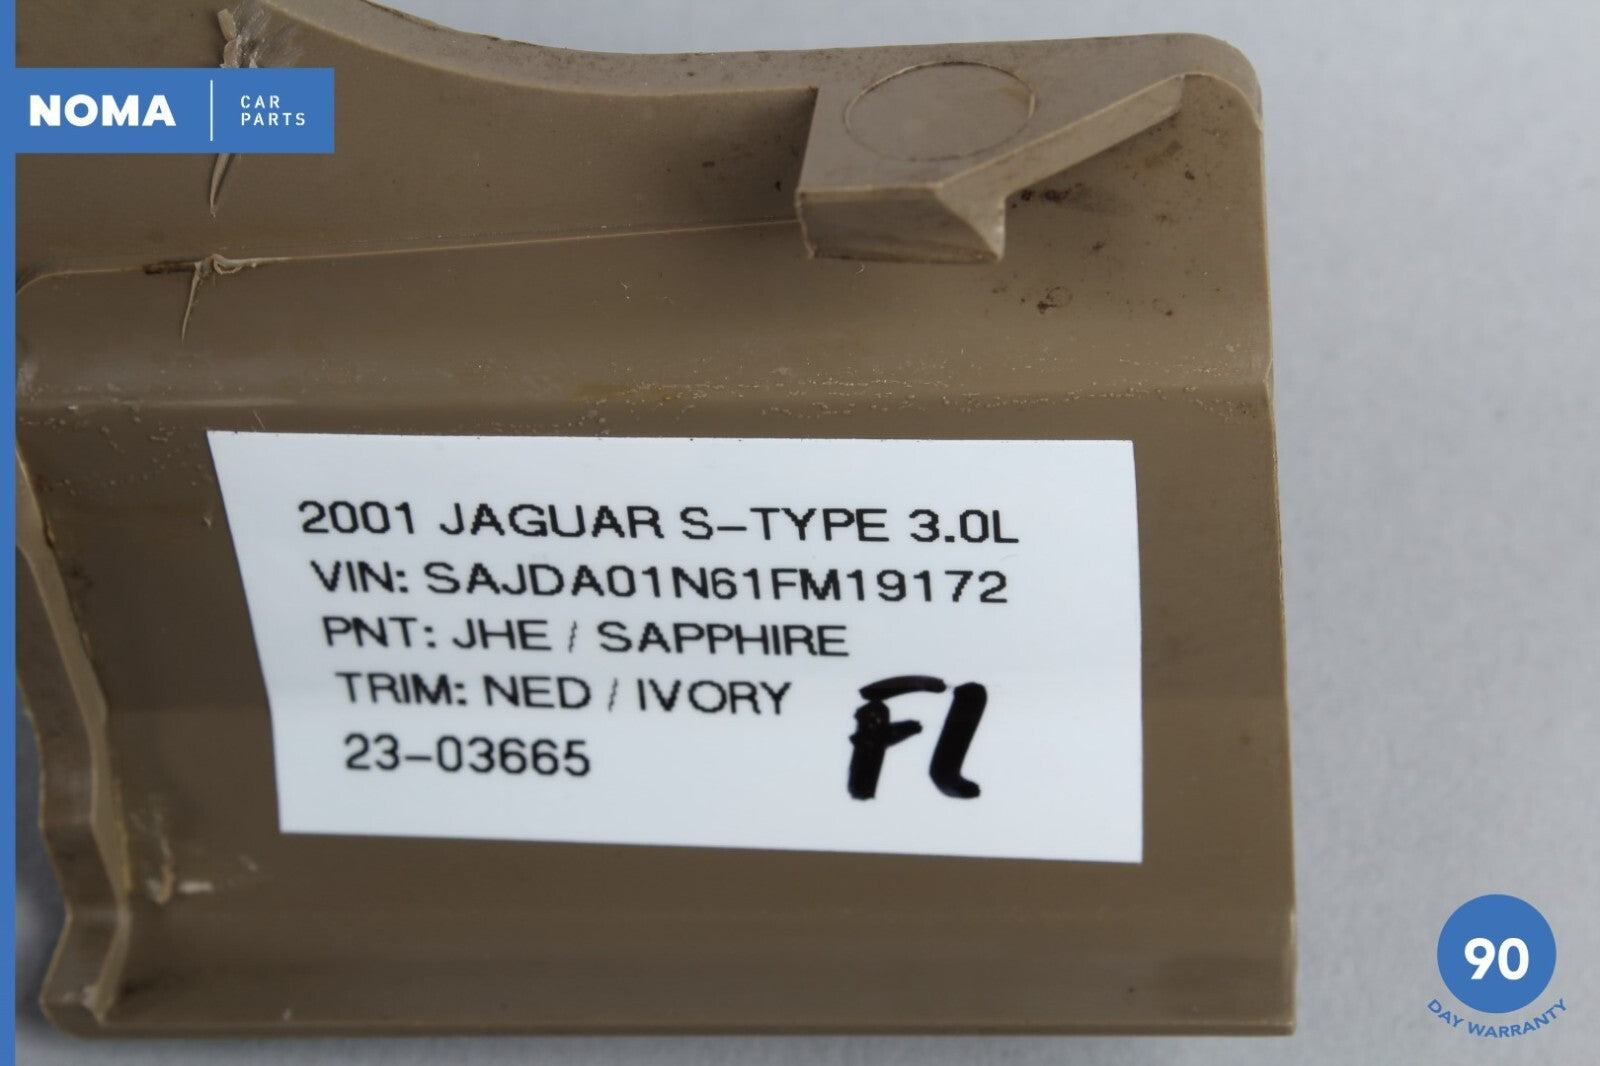 NOMA
CAR
PARTS
2001 JAGUAR S-TYPE 3.0L
VIN: SAJDA01N61FM19172
PNT: JHE / SAPPHIRE
TRIM: NED / IVORY
23-03665
FL
90
DAY WARRANTY